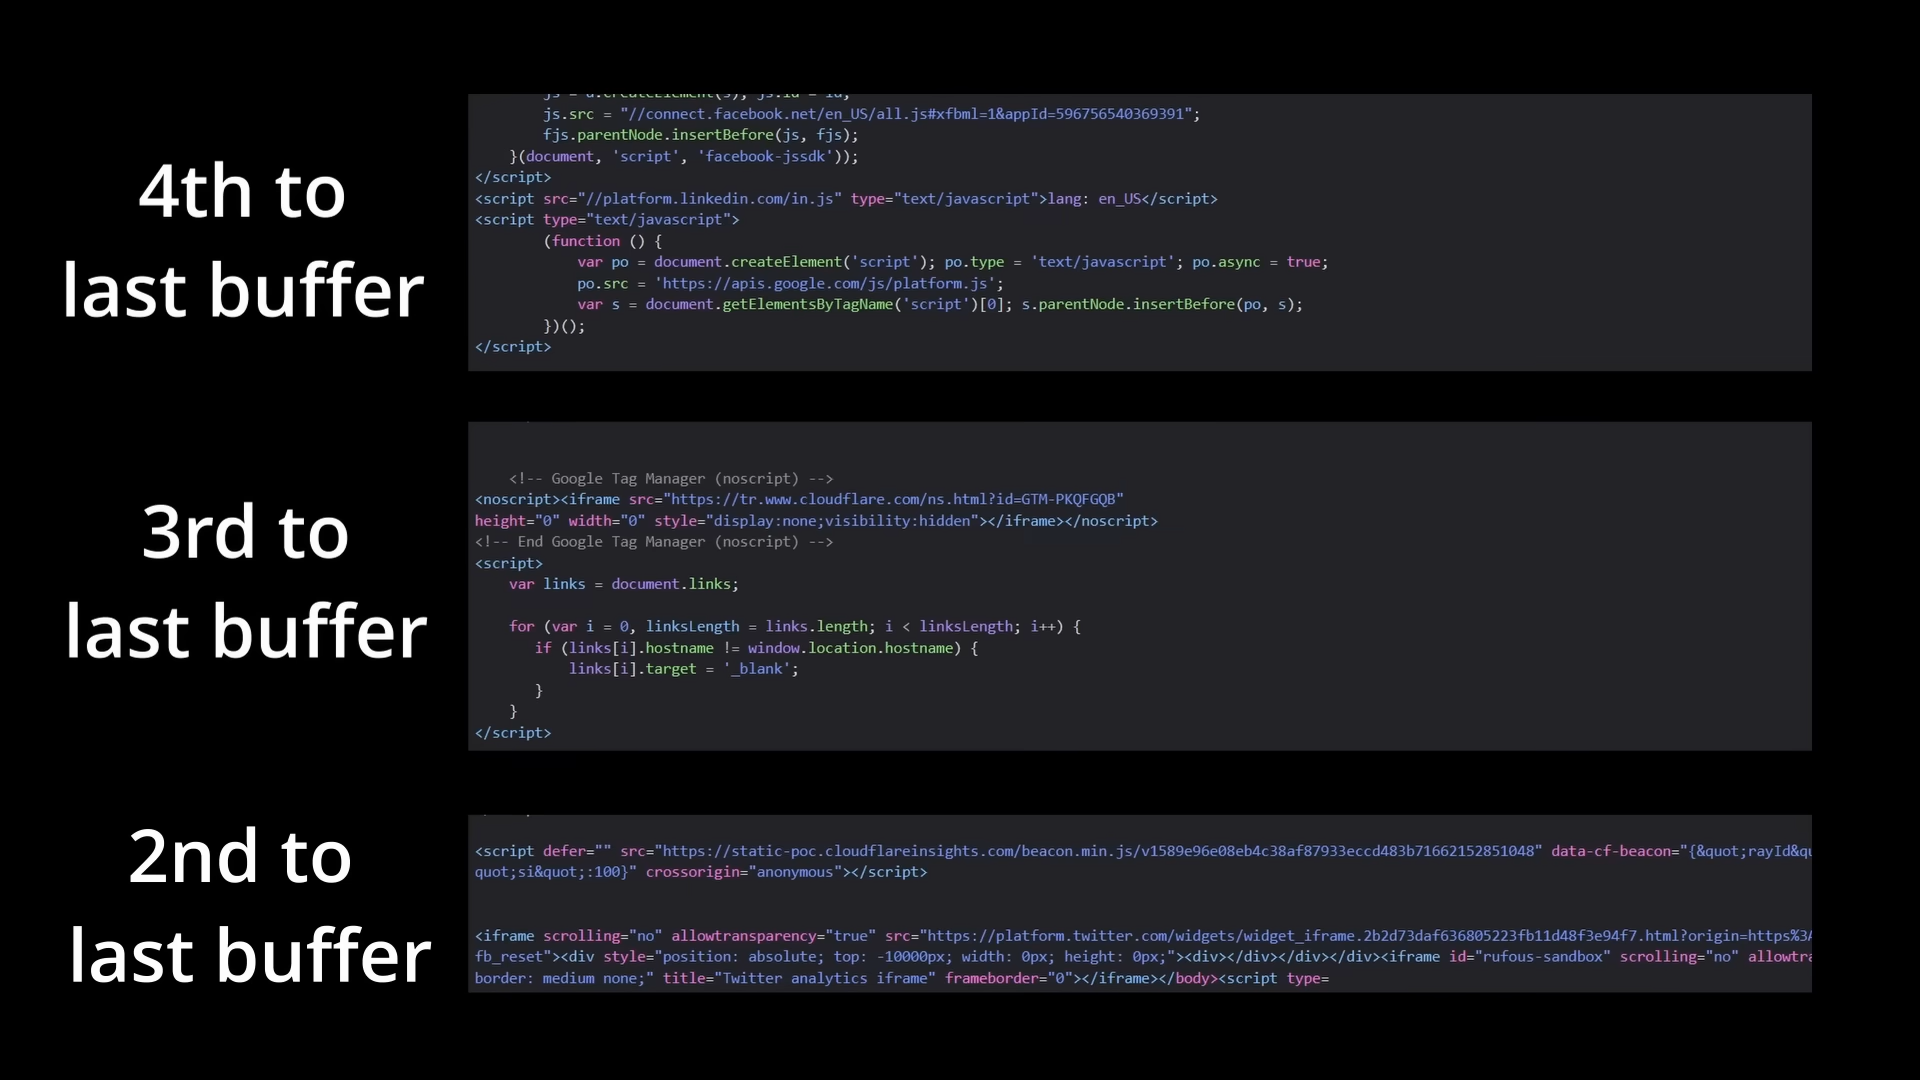 4th to
last buffer
js = d.createElement(s); js.id = id;
js.src = "//connect.facebook.net/en_US/all.js#xfbml=1&appId=596756540369391";
fjs.parentNode.insertBefore(js, fjs);
}(document, 'script', 'facebook-jssdk'));
</script>
<script src="//platform.linkedin.com/in.js" type="text/javascript">lang: en_US</script>
<script type="text/javascript">
(function () {
var po = document.createElement('script'); po.type = 'text/javascript'; po.async = true;
po.src = 'https://apis.google.com/js/platform.js';
var s = document.getElementsByTagName('script')[0]; s.parentNode.insertBefore(po, s);
})();
</script>
3rd to
last buffer
<!-- Google Tag Manager (noscript) -->
<noscript><iframe src="https://tr.www.cloudflare.com/ns.html?id=GTM-PKQFGQB"
height="0" width="0" style="display:none;visibility:hidden"></iframe></noscript>
<!-- End Google Tag Manager (noscript) -->
<script>
var links = document.links;
for (var i = 0, linksLength = links.length; i < linksLength; i++) {
if (links[i].hostname != window.location.hostname) {
links[i].target = '_blank';
}
}
</script>
2nd to
last buffer
<script defer="" src="https://static-poc.cloudflareinsights.com/beacon.min.js/v1589e96e08eb4c38af87933eccd483b71662152851048" data-cf-beacon="{&quot;rayId&qu
quot;si&quot;:100}" crossorigin="anonymous"></script>
<iframe scrolling="no" allowtransparency="true" src="https://platform.twitter.com/widgets/widget_iframe.2b2d73daf636805223fb11d48f3e94f7.html?origin=https%3A
fb_reset"><div style="position: absolute; top: -10000px; width: 0px; height: 0px;"><div></div></div></div><iframe id="rufous-sandbox" scrolling="no" allowtra
border: medium none;" title="Twitter analytics iframe" frameborder="0"></iframe></body><script type=